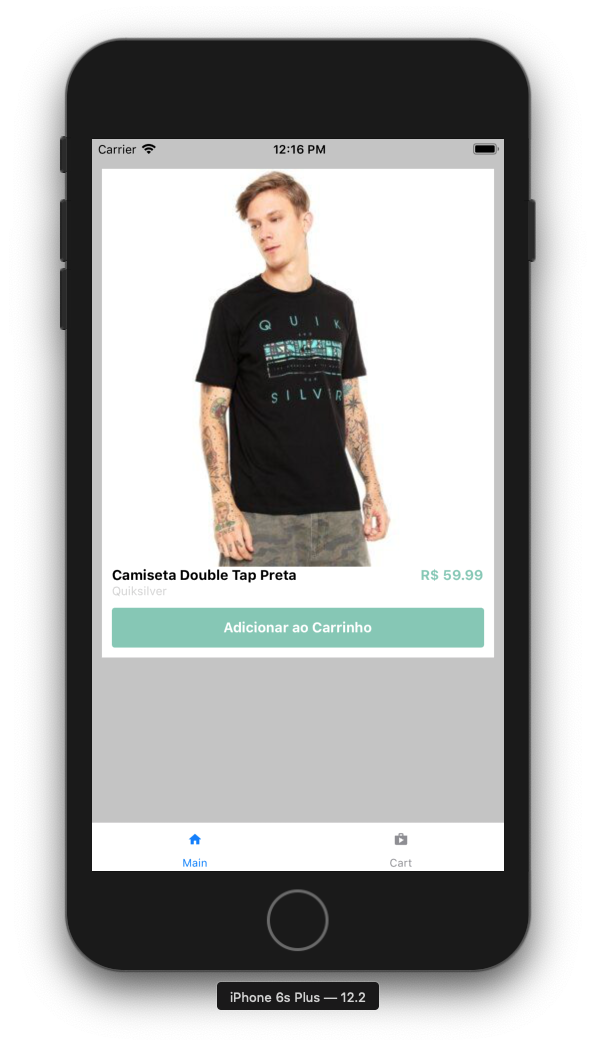 Carrier 12:16 PM
QUIK
SILVER
Camiseta Double Tap Preta R$ 59.99
Quiksilver
Adicionar ao Carrinho
Main Cart
iPhone 6s Plus — 12.2